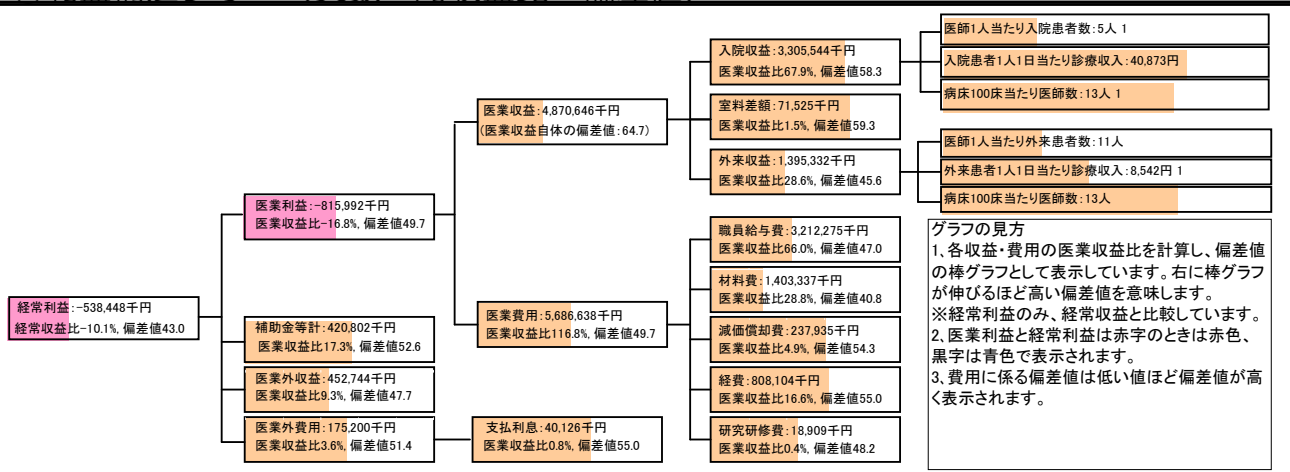 経常利益:-538,448千円
経常収益比-10.1%, 偏差値43.0
医業利益:-815,992千円
医業収益比-16.8%, 偏差値49.7
補助金等計:420,802千円
医業収益比17.3%, 偏差値52.6
医業外収益:452,744千円
医業収益比9.3%, 偏差値47.7
医業外費用:175,200千円
医業収益比3.6%, 偏差値51.4
医業収益:4,870,646千円
(医業収益自体の偏差値:64.7)
医業費用:5,686,638千円
医業収益比116.8%, 偏差値49.7
支払利息:40,126千円
医業収益比0.8%, 偏差値55.0
入院収益:3,305,544千円
医業収益比67.9%, 偏差値58.3
室料差額:71,525千円
医業収益比1.5%, 偏差値59.3
外来収益:1,395,332千円
医業収益比28.6%, 偏差値45.6
職員給与費:3,212,275千円
医業収益比66.0%, 偏差値47.0
材料費:1,403,337千円
医業収益比28.8%, 偏差値40.8
減価償却費:237,935千円
医業収益比4.9%, 偏差値54.3
経費:808,104千円
医業収益比16.6%, 偏差値55.0
研究研修費:18,909千円
医業収益比0.4%, 偏差値48.2
医師1人当たり入院患者数:5人 1
入院患者1人1日当たり診療収入:40,873円
病床100床当たり医師数:13人 1
医師1人当たり外来患者数:11人
外来患者1人1日当たり診療収入:8,542円 1
病床100床当たり医師数:13人
グラフの見方
1、各収益・費用の医業収益比を計算し、偏差値
の棒グラフとして表示しています。右に棒グラフ
が伸びるほど高い偏差値を意味します。
※経常利益のみ、経常収益と比較しています。
2、医業利益と経常利益は赤字のときは赤色、
黒字は青色で表示されます。
3、費用に係る偏差値は低い値ほど偏差値が高
く表示されます。